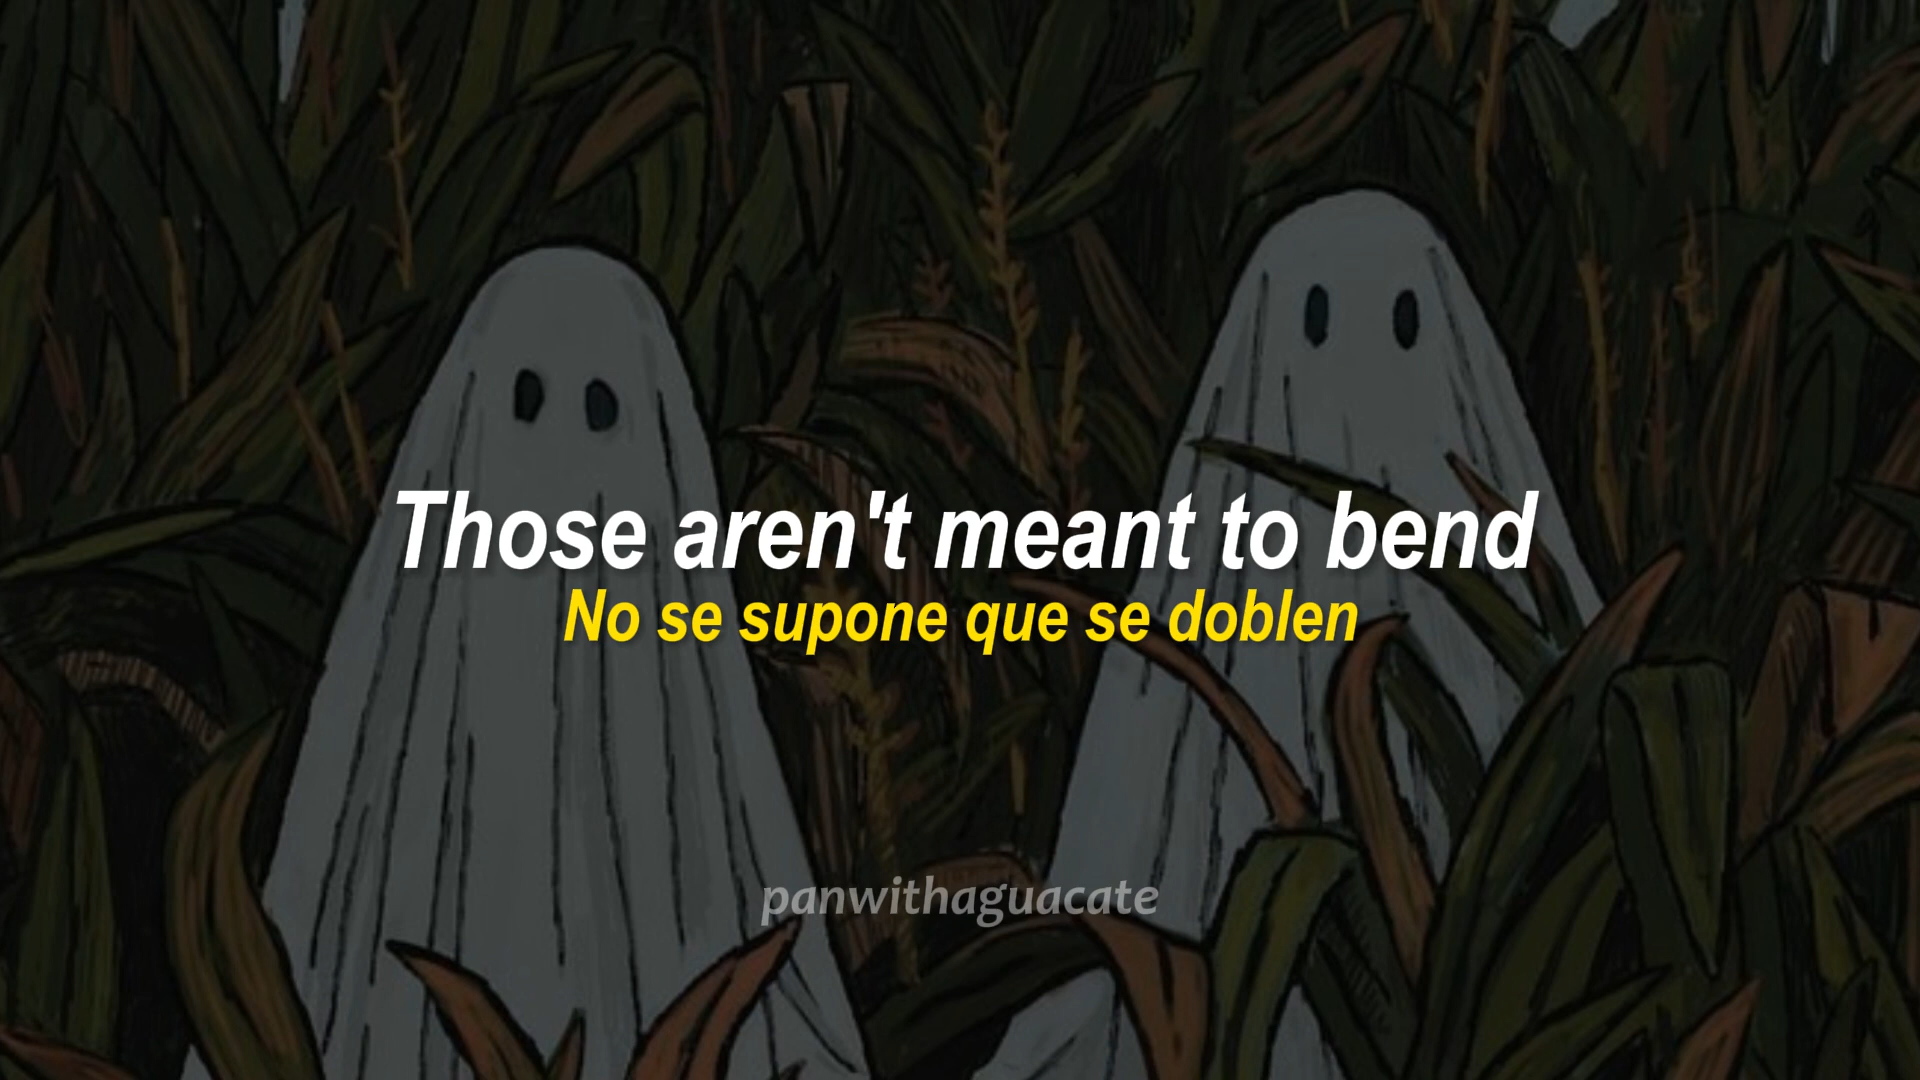 Those aren't meant to bend
No se supone que se doblen
panwithaguacate